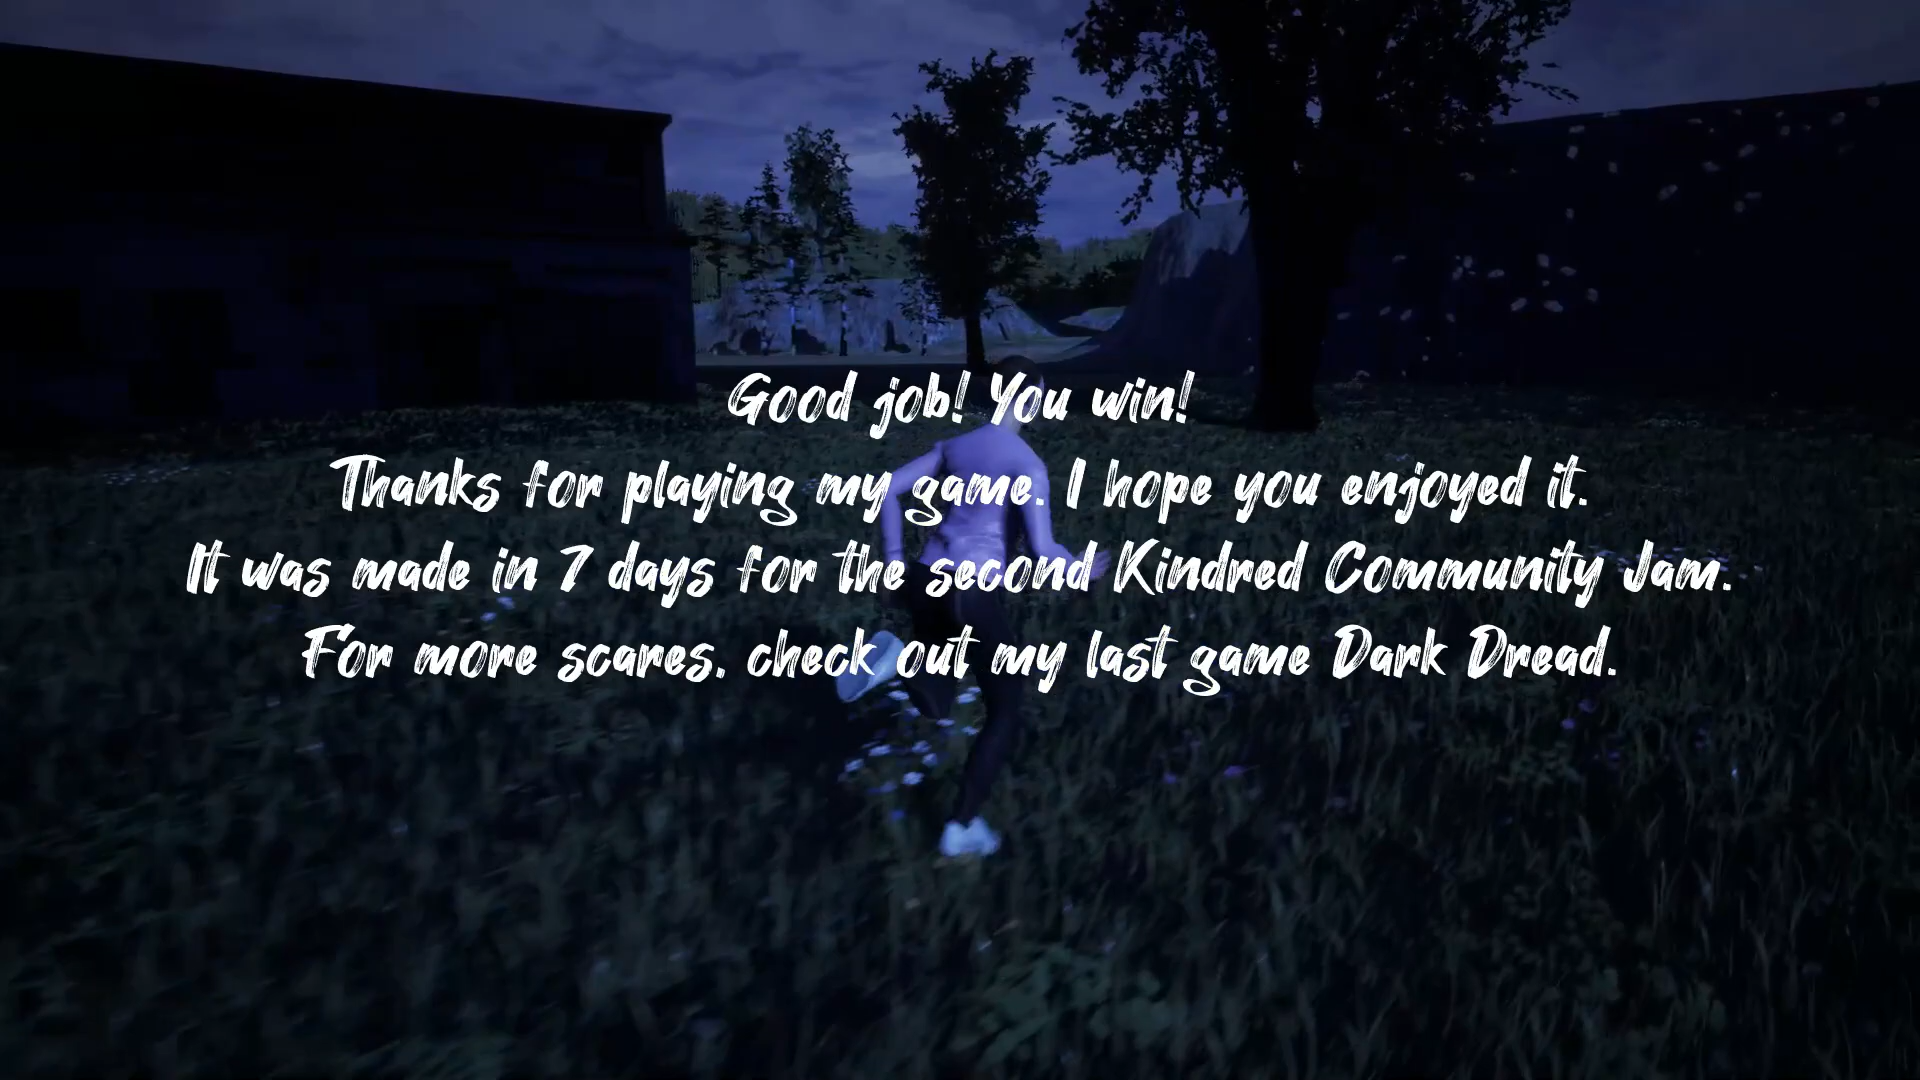 Good job! You win!
Thanks for playing my game. I hope you enjoyed it.
It was made in 7 days for the second Kindred Community Jam.
For more scares, check out my last game Dark Dread.